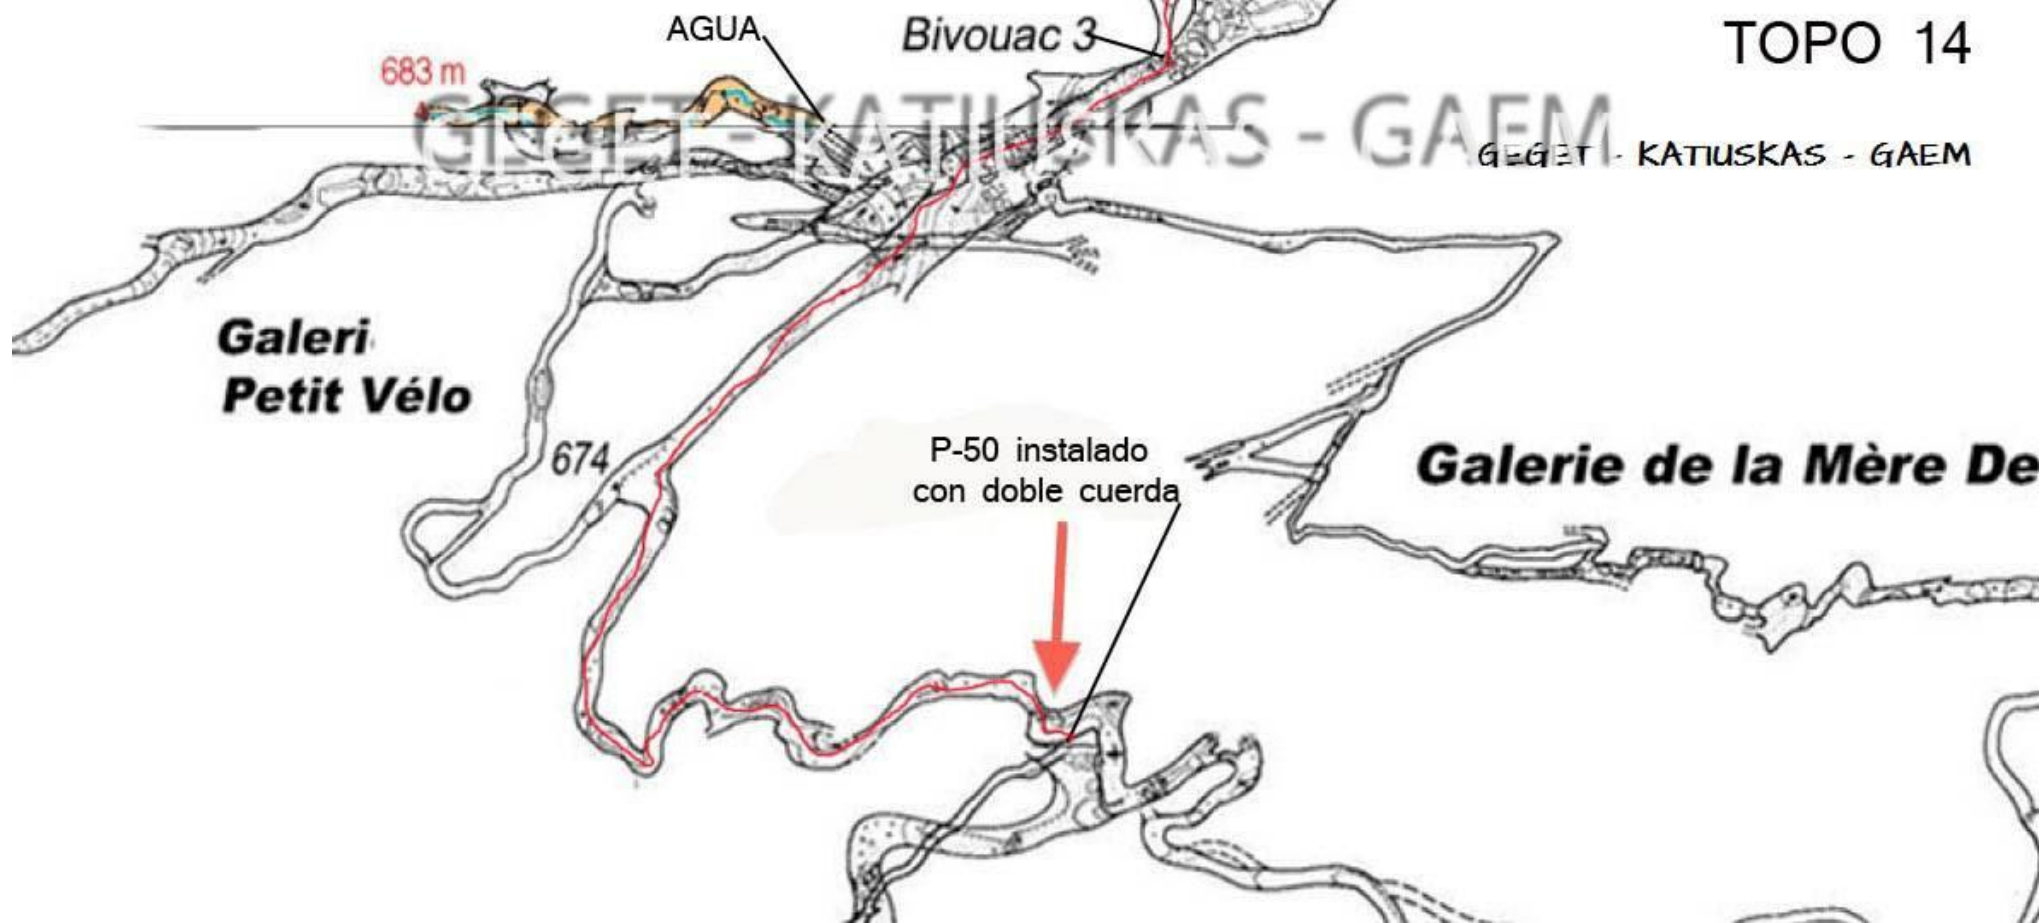 AGUA
Bivouac 3
TOPO 14
683 m
GEGET - KATIUSKAS - GAEM
GEGET - KATIUSKAS - GAEM
Galeri
Petit Vélo
674
P-50 instalado
con doble cuerda
Galerie de la Mère De